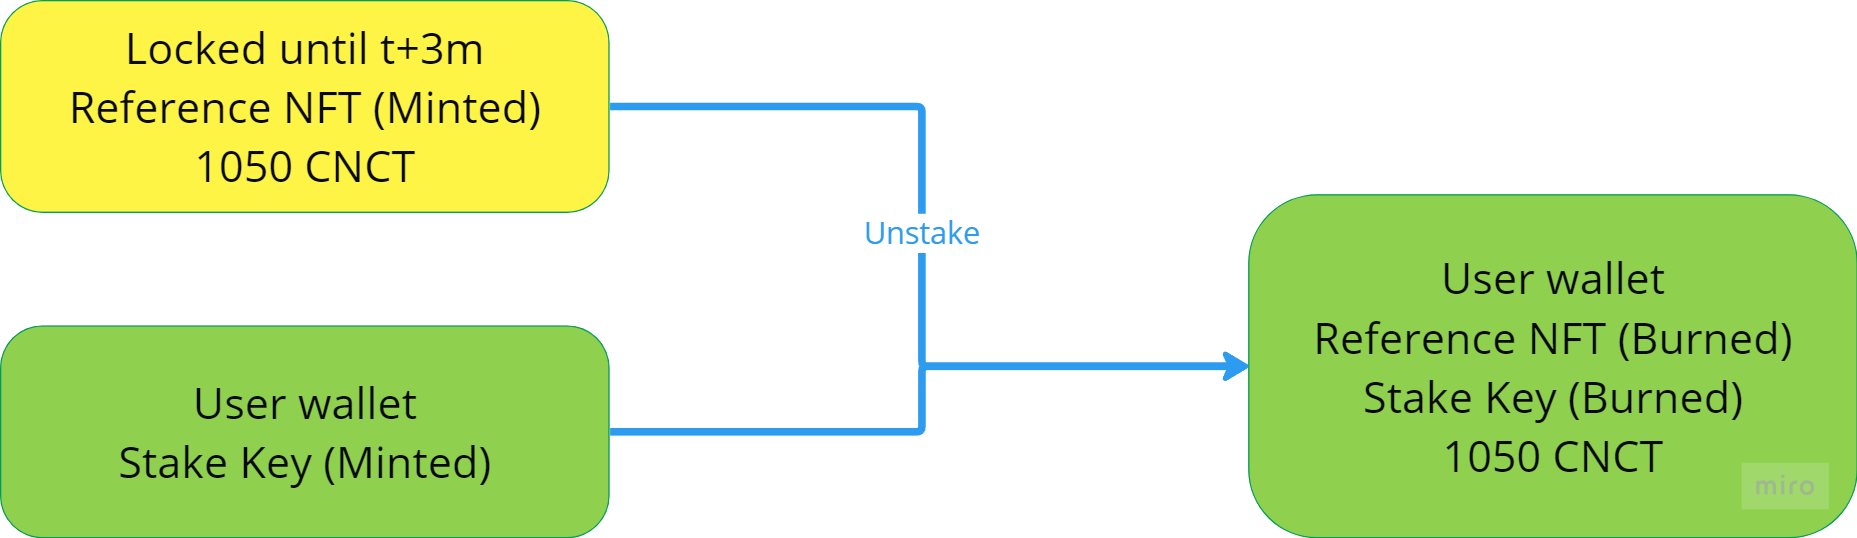 Locked until t+3m
Reference NFT (Minted)
1050 CNCT
Unstake
User wallet
Stake Key (Minted)
User wallet
Reference NFT (Burned)
Stake Key (Burned)
1050 CNCT
miro